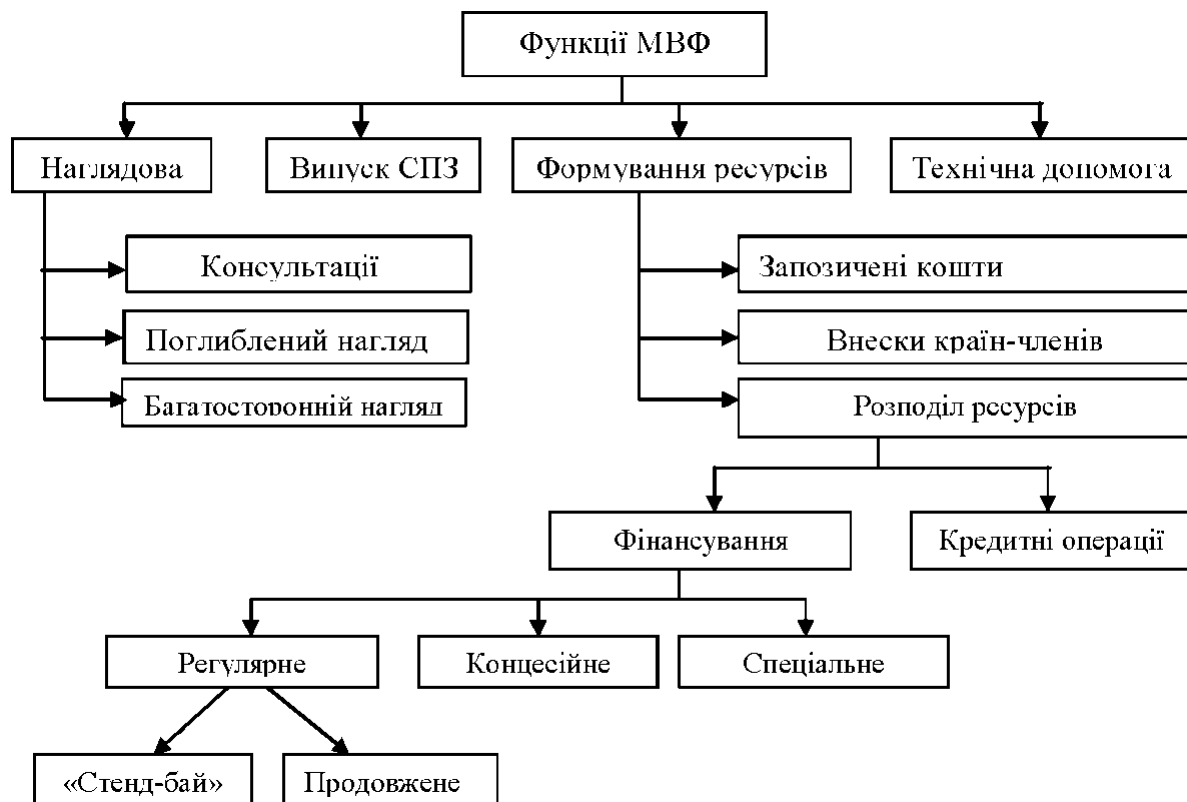 Функції МВФ
Наглядова
Випуск СПЗ
Формування ресурсів
Технічна допомога
Консультації
Поглиблений нагляд
Багатосторонній нагляд
Запозичені кошти
Внески країн-членів
Розподіл ресурсів
Фінансування
Кредитні операції
Регулярне
Концесійне
Спеціальне
«Стенд-бай»
Продовжене